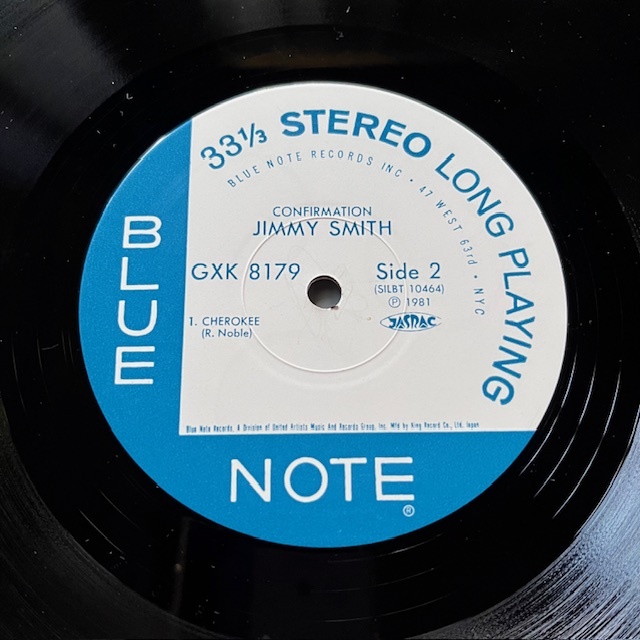 33⅓ STEREO LONG PLAYING
BLUE NOTE RECORDS INC • 47 WEST 63rd • NYC
CONFIRMATION
JIMMY SMITH
GXK 8179
Side 2
(SILBT 10464)
℗ 1981
JASRAC
1. CHEROKEE
(R. Noble)
Blue Note Records, A Division of United Artists Music And Records Group, Inc. Mfd by King Record Co., Ltd, Japan
BLUE
NOTE®